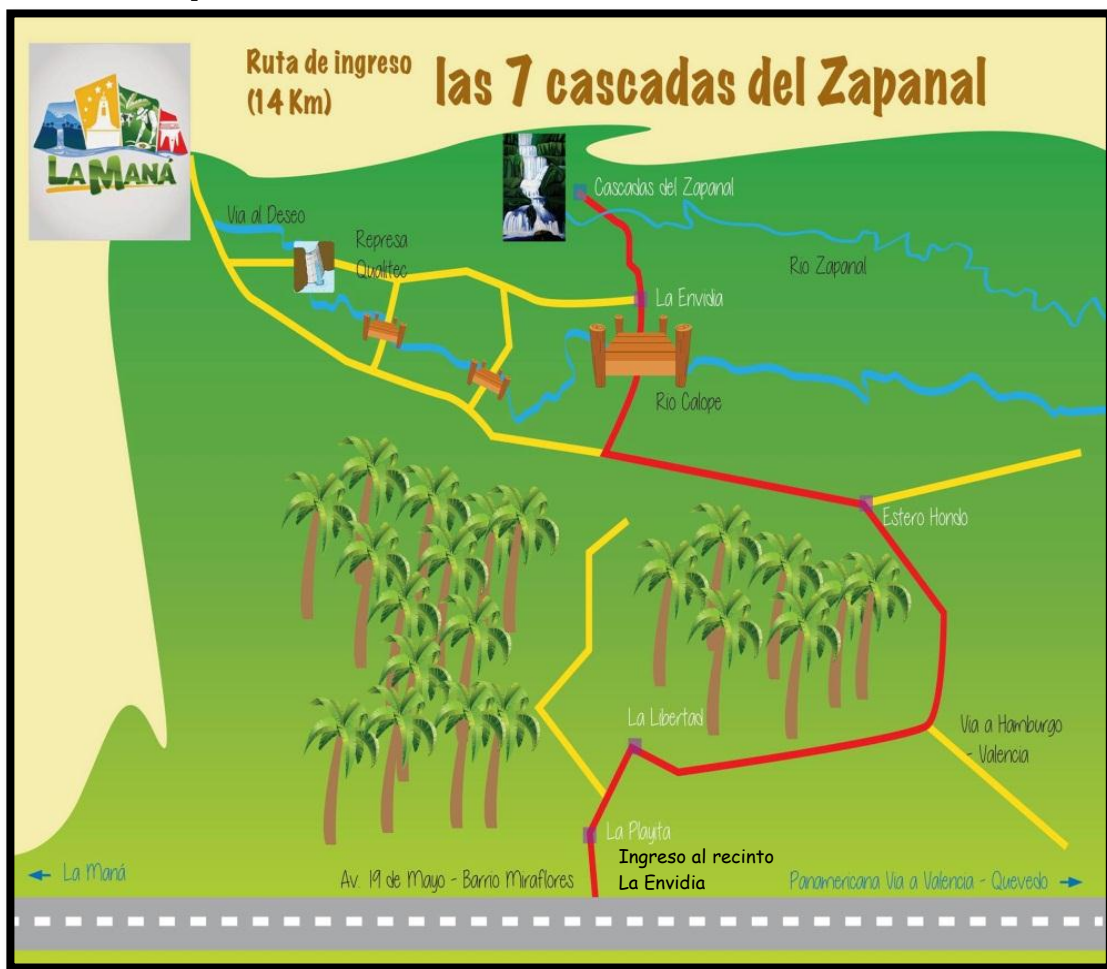 Ruta de ingreso
(14 Km)
las 7 cascadas del Zapanal
LA MANÁ
Cascadas del Zapanal
Via al Deseo
Represa
Qualitec
Rio Zapanal
La Envidia
Rio Calope
Estero Hondo
La Libertad
Via a Hamburgo
- Valencia
La Playita
Ingreso al recinto
La Envidia
La Maná
Av. 19 de Mayo - Barrio Miraflores
Panamericana Via a Valencia - Quevedo